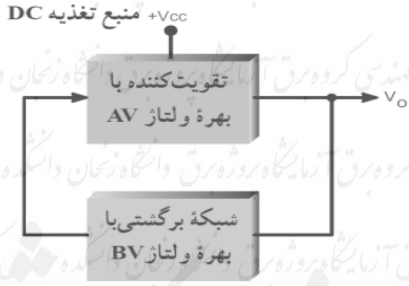 منبع تغذیه DC +Vcc
تقویت‌کننده با
بهرهٔ ولتاژ AV
Vo
شبکهٔ برگشتی‌با
بهرهٔ ولتاژ BV